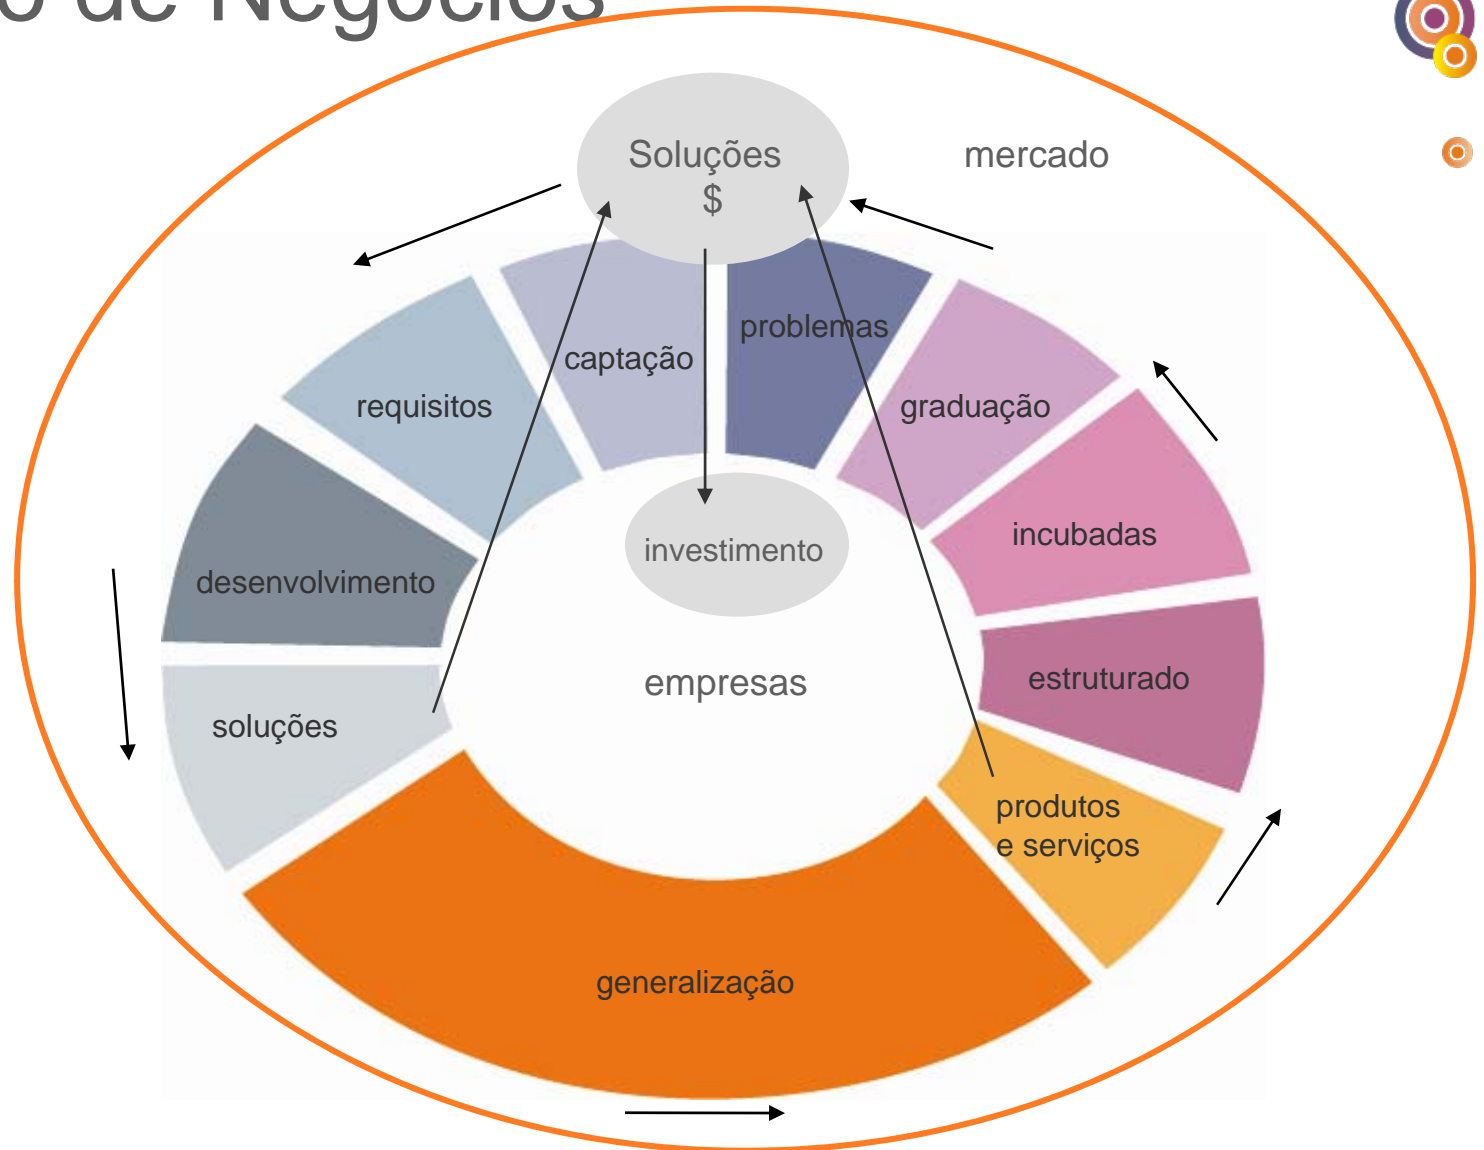 de Negócios
Soluções
$
mercado
problemas
captação
graduação
requisitos
incubadas
investimento
desenvolvimento
estruturado
empresas
soluções
produtos
e serviços
generalização